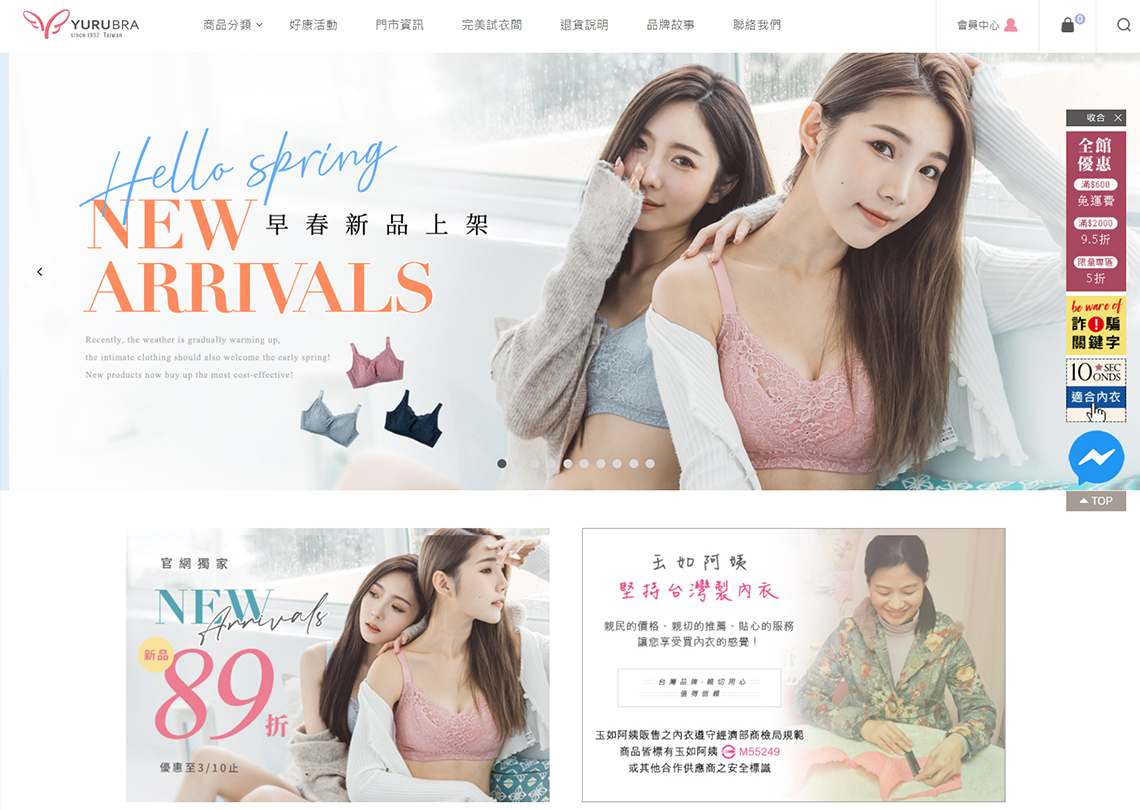 YURUBRA
since 1992 Taiwan
商品分類
好康活動
門市資訊
完美試衣間
退貨說明
品牌故事
聯絡我們
會員中心
0
收合 ×
Hello spring
NEW 早春新品上架
ARRIVALS
Recently, the weather is gradually warming up,
the intimate clothing should also welcome the early spring!
New products now buy up the most cost-effective!
全館
優惠
滿$600
免運費
滿$2000
9.5折
限量專區
5折
be ware of
詐!騙
關鍵字
10 SEC
ONDS
適合內衣
TOP
官網獨家
NEW
Arrivals
新品
89折
優惠至3/10止
玉如阿姨
堅持台灣製內衣
親民的價格、親切的推薦、貼心的服務
讓您享受買內衣的感覺！
台灣品牌·親切用心
值得信賴
玉如阿姨販售之內衣遵守經濟部商檢局規範
商品皆標有玉如阿姨 M55249
或其他合作供應商之安全標識